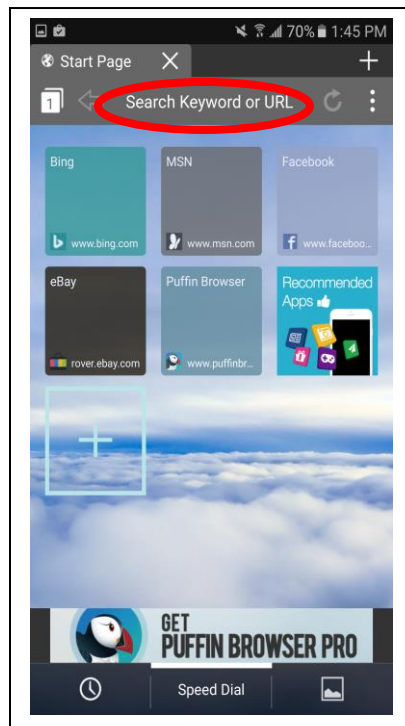 70% 1:45 PM
Start Page
1 Search Keyword or URL
Bing MSN Facebook
www.bing.com www.msn.com www.faceboo..
eBay Puffin Browser Recommended
Apps
rover.ebay.com www.puffinbr...
GET
PUFFIN BROWSER PRO
Speed Dial